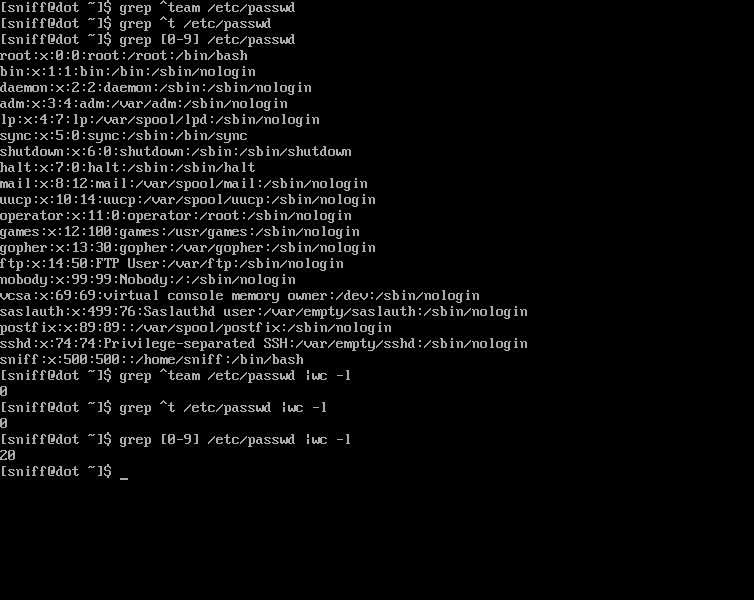 [sniff@dot ~]$ grep ^team /etc/passwd
[sniff@dot ~]$ grep ^t /etc/passwd
[sniff@dot ~]$ grep [0-9] /etc/passwd
root:x:0:0:root:/root:/bin/bash
bin:x:1:1:bin:/bin:/sbin/nologin
daemon:x:2:2:daemon:/sbin:/sbin/nologin
adm:x:3:4:adm:/var/adm:/sbin/nologin
lp:x:4:7:lp:/var/spool/lpd:/sbin/nologin
sync:x:5:0:sync:/sbin:/bin/sync
shutdown:x:6:0:shutdown:/sbin:/sbin/shutdown
halt:x:7:0:halt:/sbin:/sbin/halt
mail:x:8:12:mail:/var/spool/mail:/sbin/nologin
uucp:x:10:14:uucp:/var/spool/uucp:/sbin/nologin
operator:x:11:0:operator:/root:/sbin/nologin
games:x:12:100:games:/usr/games:/sbin/nologin
gopher:x:13:30:gopher:/var/gopher:/sbin/nologin
ftp:x:14:50:FTP User:/var/ftp:/sbin/nologin
nobody:x:99:99:Nobody:/:/sbin/nologin
vcsa:x:69:69:virtual console memory owner:/dev:/sbin/nologin
saslauth:x:499:76:Saslauthd user:/var/empty/saslauth:/sbin/nologin
postfix:x:89:89::/var/spool/postfix:/sbin/nologin
sshd:x:74:74:Privilege-separated SSH:/var/empty/sshd:/sbin/nologin
sniff:x:500:500::/home/sniff:/bin/bash
[sniff@dot ~]$ grep ^team /etc/passwd |wc -l
0
[sniff@dot ~]$ grep ^t /etc/passwd |wc -l
0
[sniff@dot ~]$ grep [0-9] /etc/passwd |wc -l
20
[sniff@dot ~]$ _